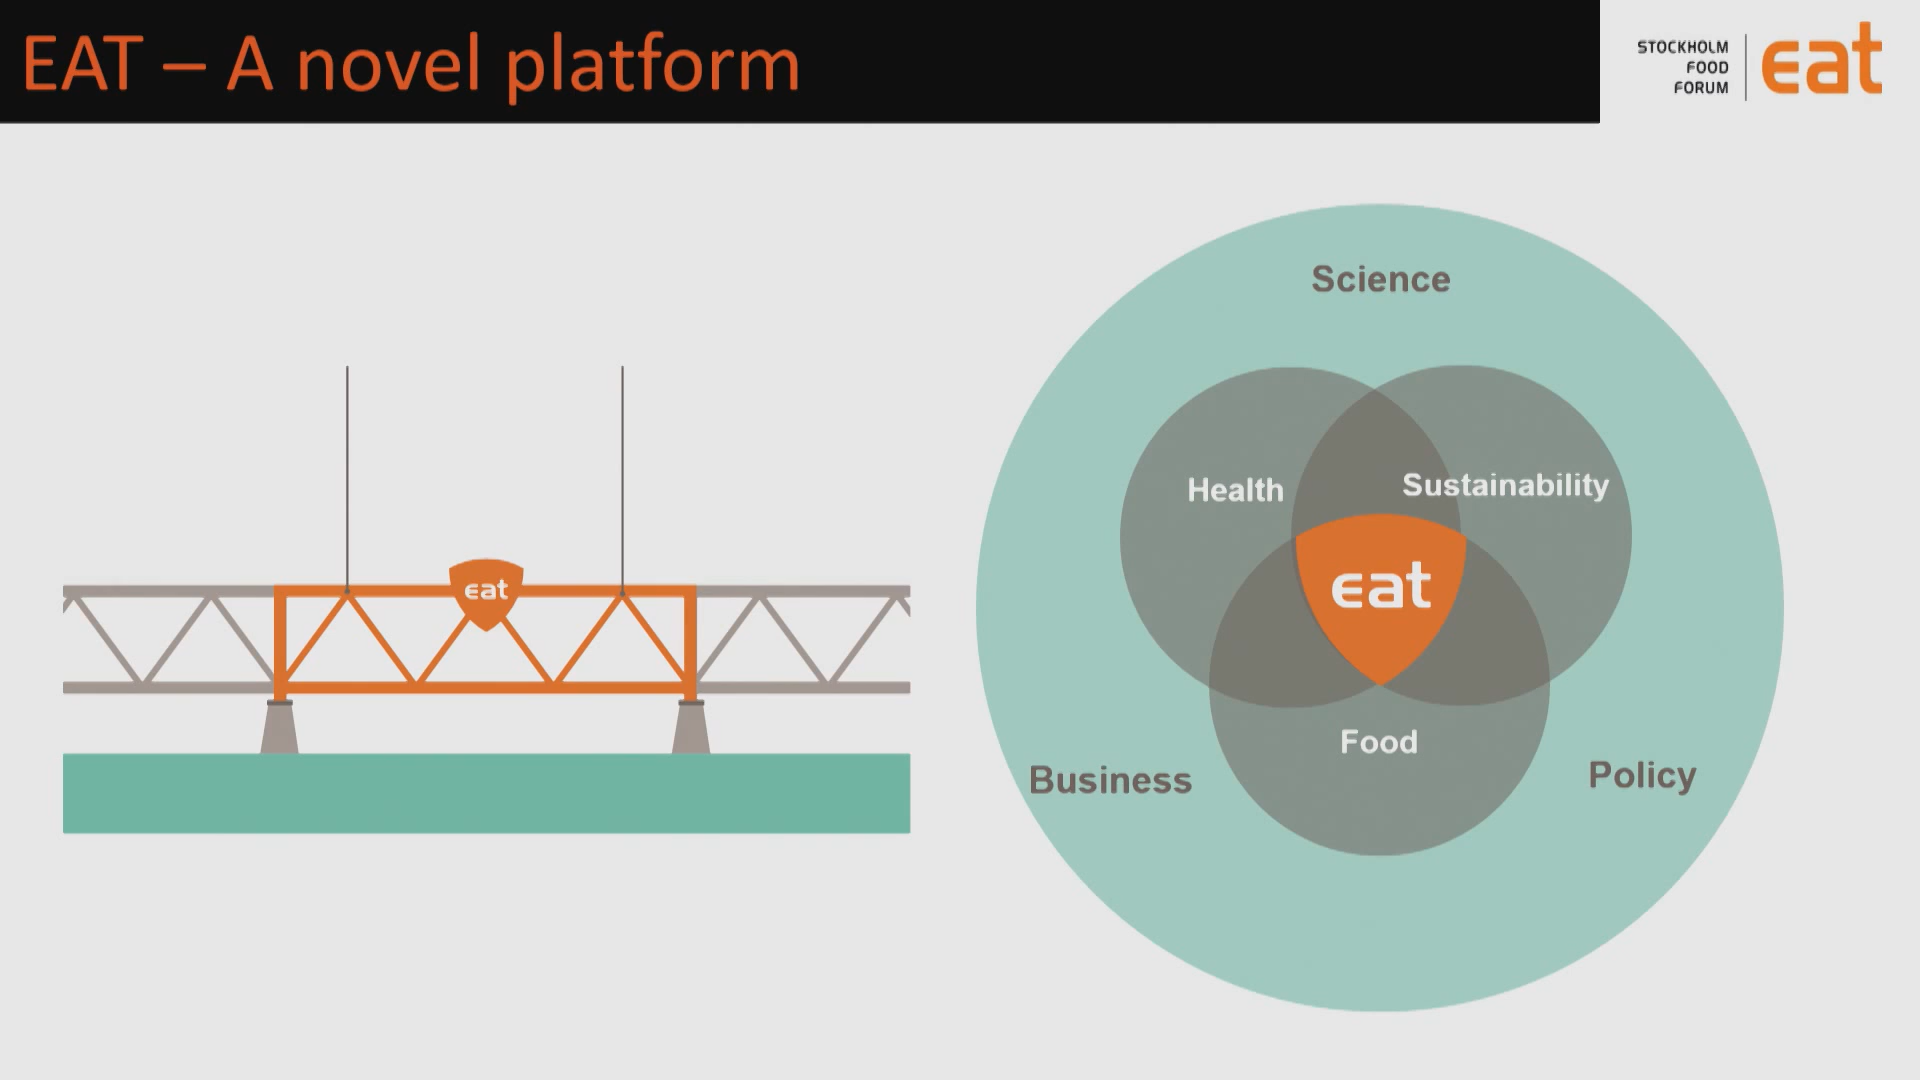 EAT – A novel platform
STOCKHOLM
FOOD
FORUM
eat
eat
Science
Health
Sustainability
eat
Food
Business
Policy